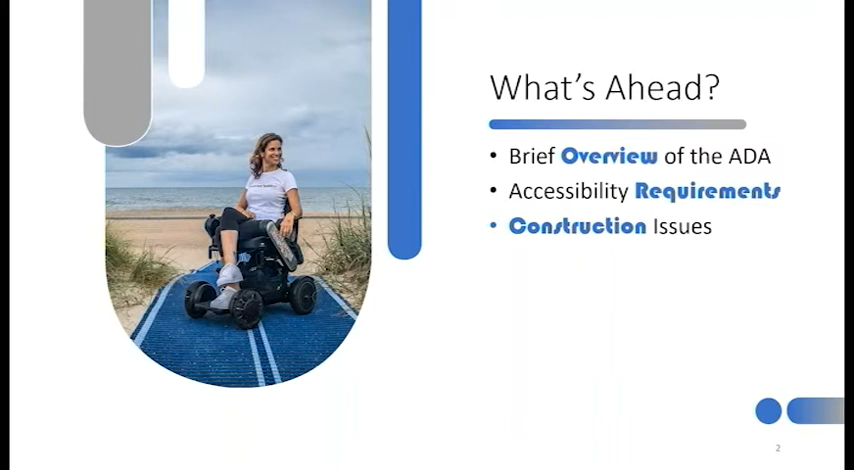 What's Ahead?
• Brief Overview of the ADA
• Accessibility Requirements
• Construction Issues
2